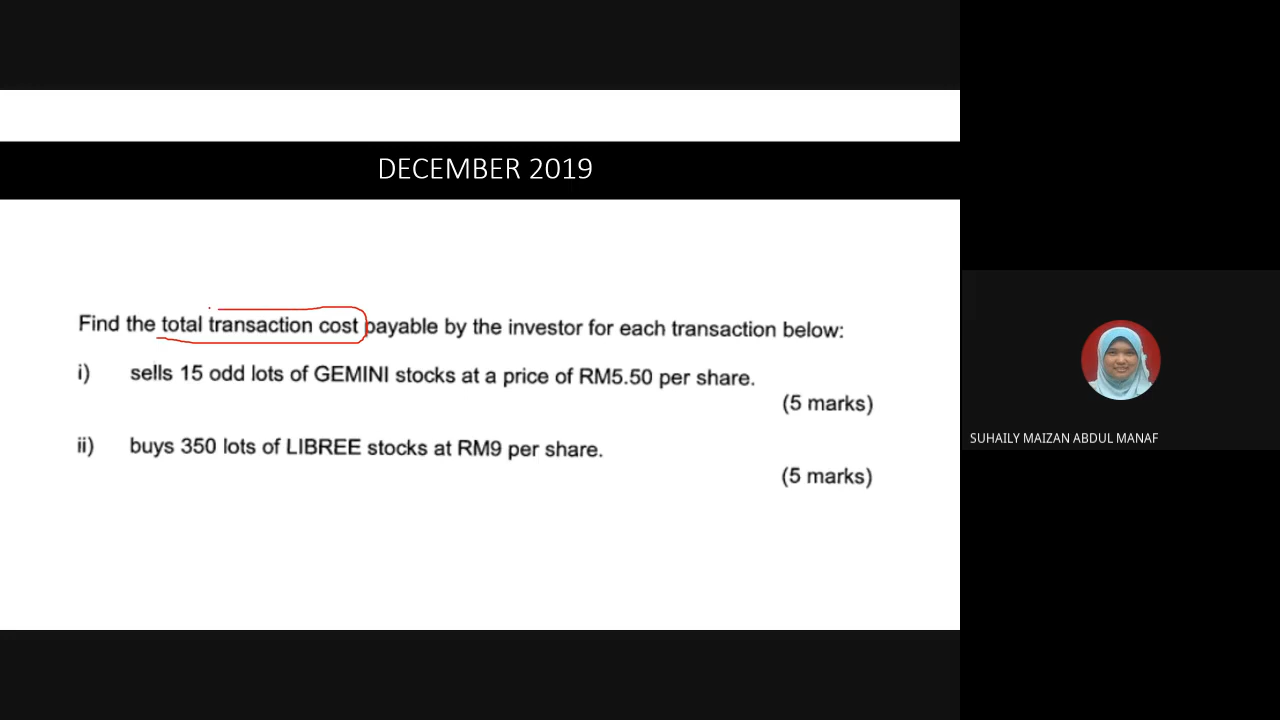 DECEMBER 2019
Find the total transaction cost payable by the investor for each transaction below:
i) sells 15 odd lots of GEMINI stocks at a price of RM5.50 per share.
(5 marks)
SUHAILY MAIZAN ABDUL MANAF
ii) buys 350 lots of LIBREE stocks at RM9 per share.
(5 marks)